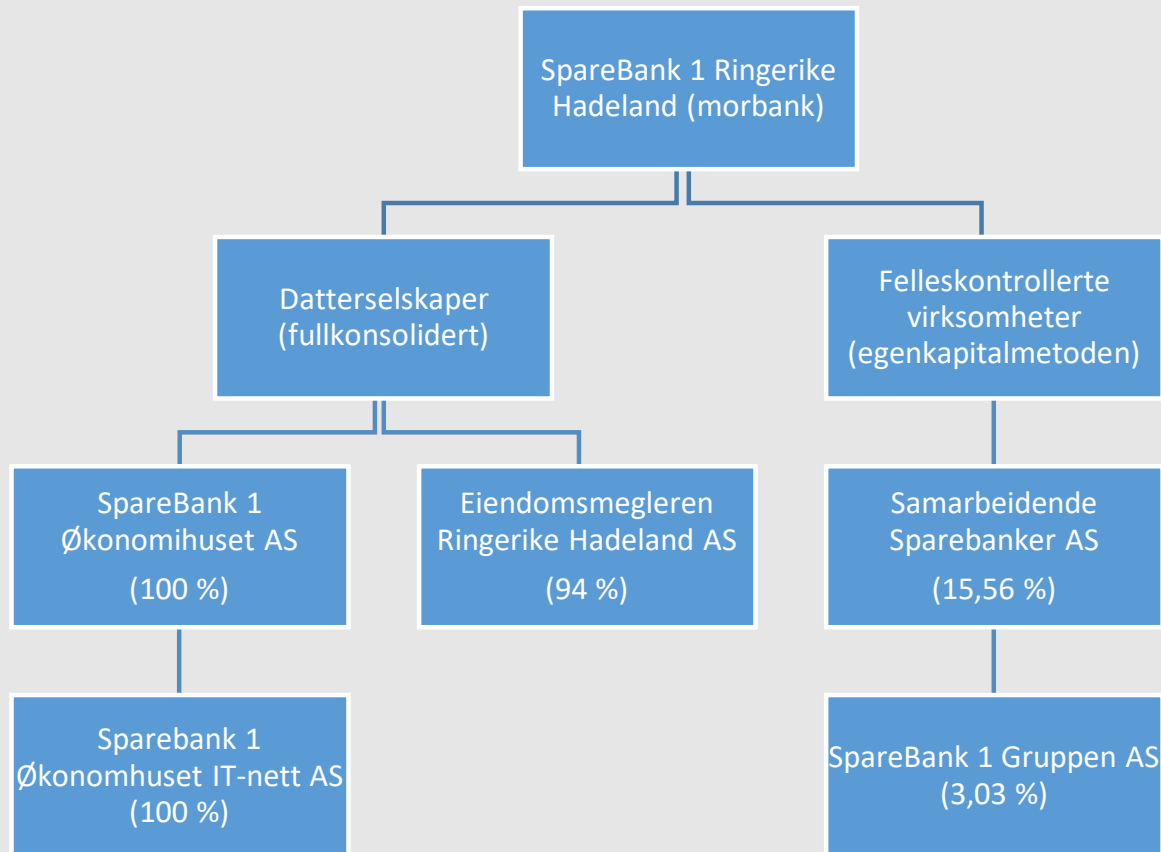 SpareBank 1 Ringerike
Hadeland (morbank)
Datterselskaper
(fullkonsolidert)
Felleskontrollerte
virksomheter
(egenkapitalmetoden)
SpareBank 1
Økonomihuset AS
(100 %)
Eiendomsmegleren
Ringerike Hadeland AS
(94 %)
Samarbeidende
Sparebanker AS
(15,56 %)
Sparebank 1
Økonomhuset IT-nett AS
(100 %)
SpareBank 1 Gruppen AS
(3,03 %)